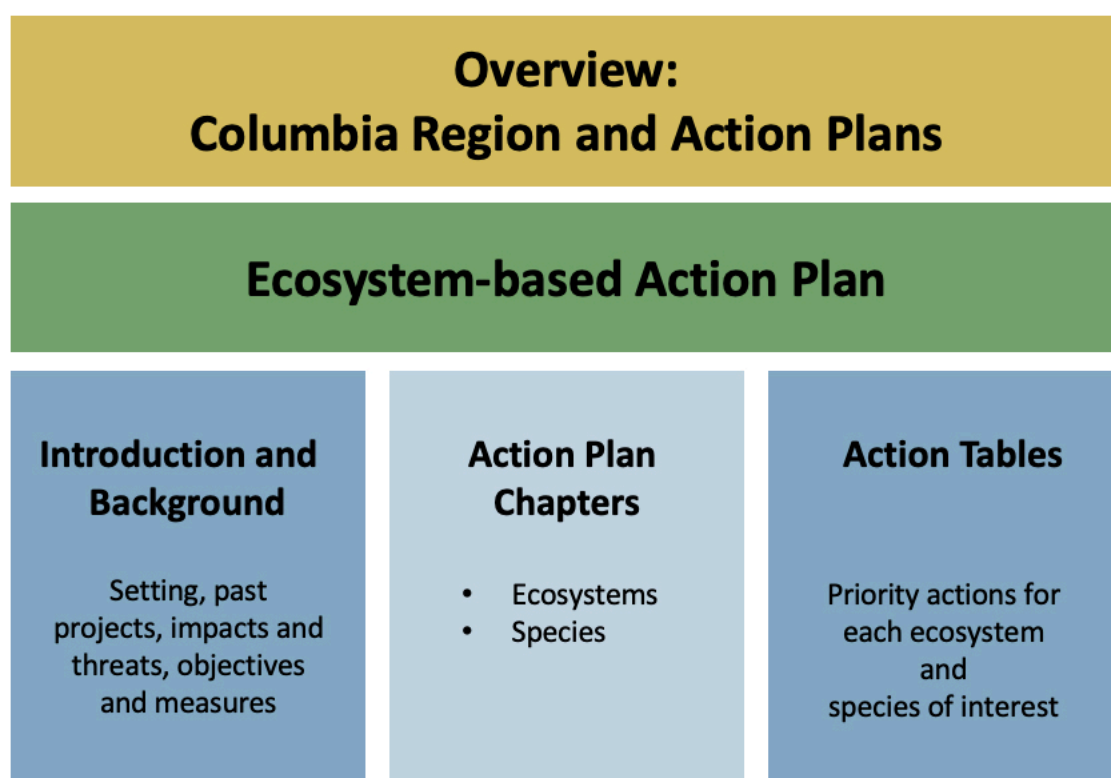 Overview:
Columbia Region and Action Plans
Ecosystem-based Action Plan
Introduction and
Background
Setting, past
projects, impacts and
threats, objectives
and measures
Action Plan
Chapters
• Ecosystems
• Species
Action Tables
Priority actions for
each ecosystem
and
species of interest